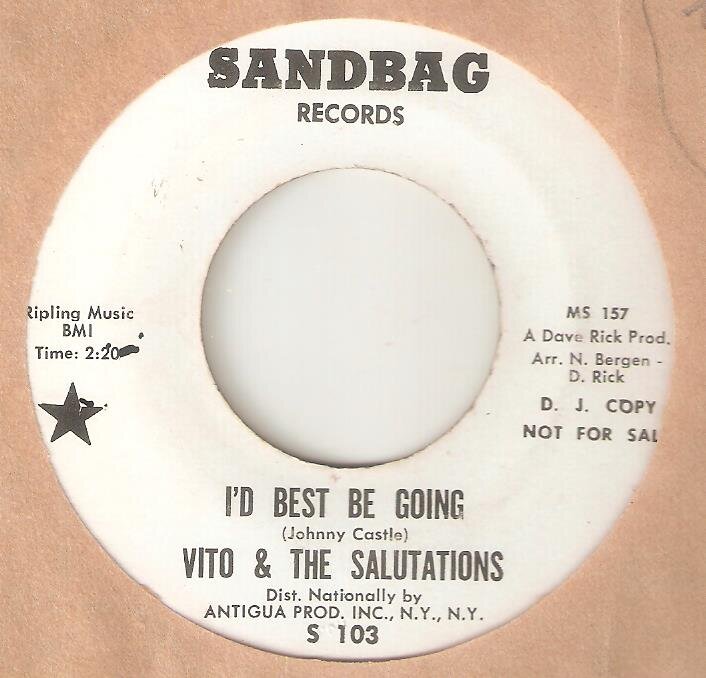 SANDBAG
RECORDS
Ripling Music
BMI
Time: 2:20
MS 157
A Dave Rick Prod.
Arr. N. Bergen -
D. Rick
D. J. COPY
NOT FOR SAL
I'D BEST BE GOING
(Johnny Castle)
VITO & THE SALUTATIONS
Dist. Nationally by
ANTIGUA PROD. INC., N.Y., N.Y.
S 103